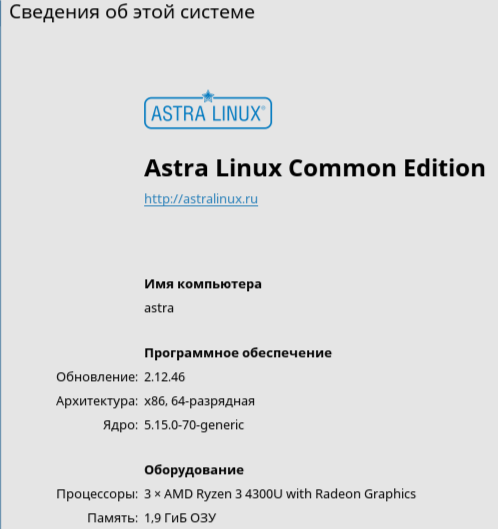 Сведения об этой системе
ASTRA LINUX®
Astra Linux Common Edition
http://astralinux.ru
Имя компьютера
astra
Программное обеспечение
Обновление: 2.12.46
Архитектура: x86, 64-разрядная
Ядро: 5.15.0-70-generic
Оборудование
Процессоры: 3 × AMD Ryzen 3 4300U with Radeon Graphics
Память: 1,9 ГиБ ОЗУ